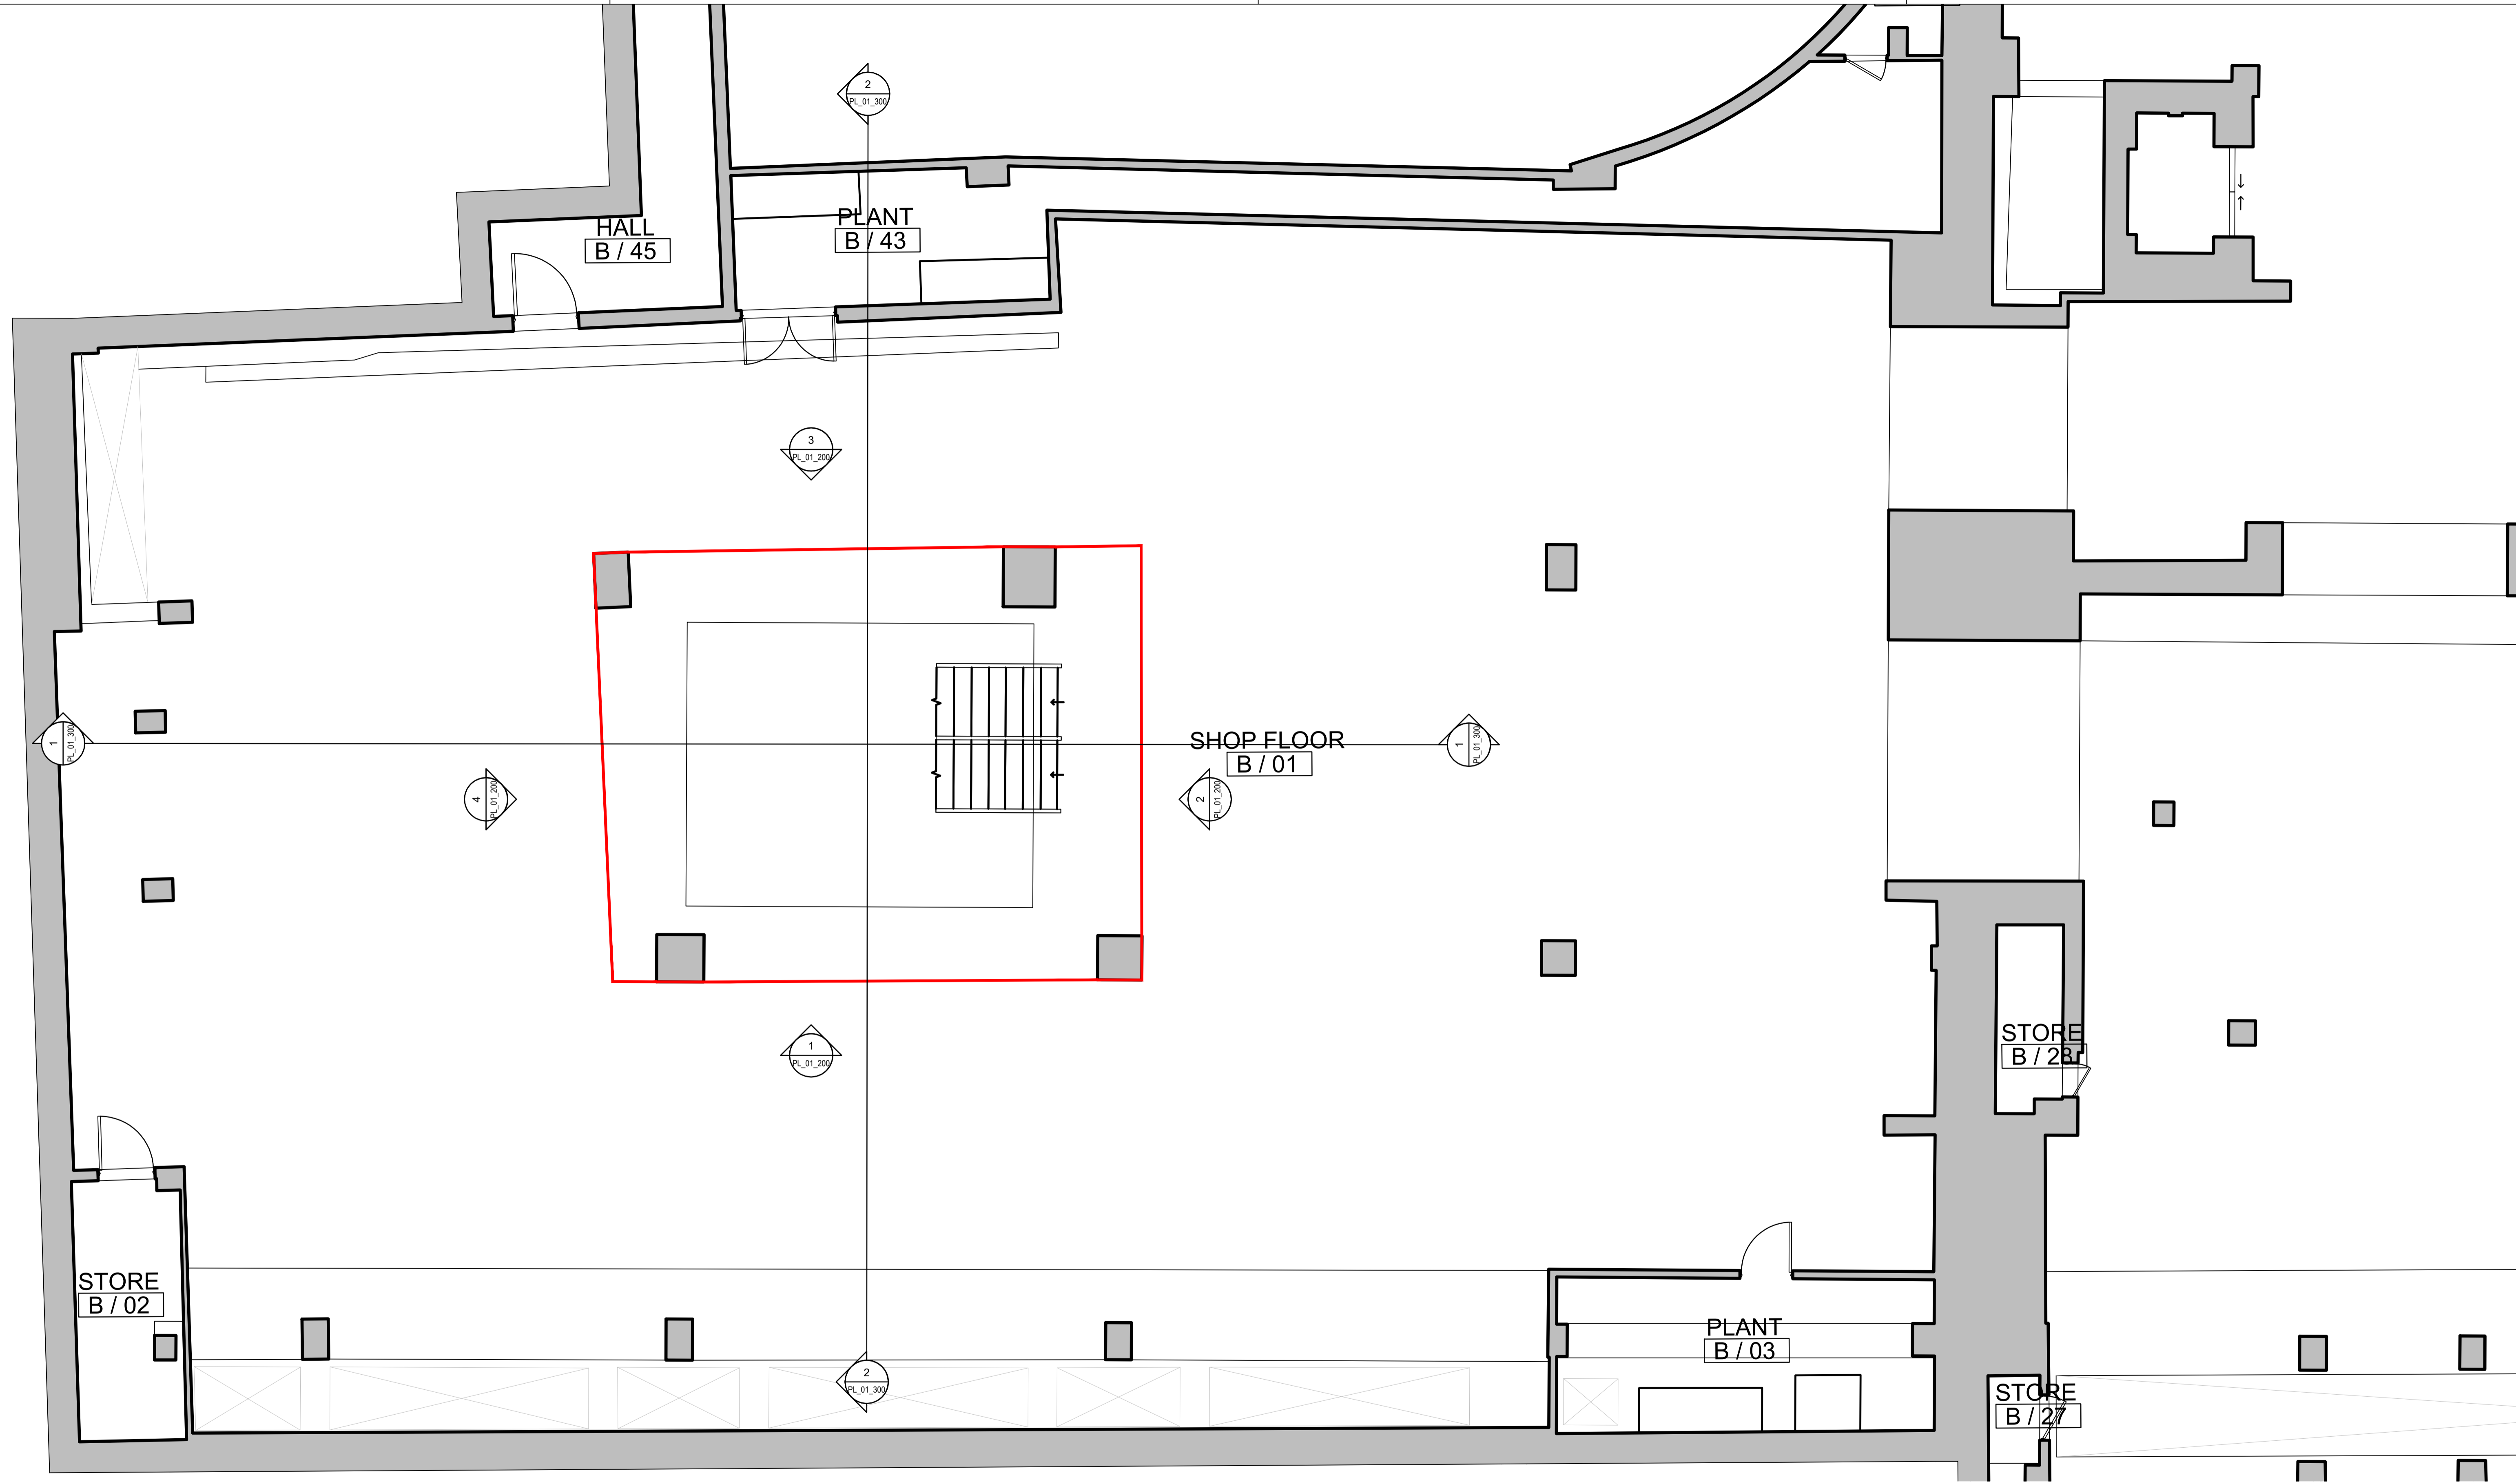 2
PL_01_300
HALL
B / 45
PLANT
B / 43
3
PL_01_200
1
PL_01_300
SHOP FLOOR
B / 01
1
PL_01_300
4
PL_01_200
2
PL_01_200
1
PL_01_200
STORE
B / 28
STORE
B / 02
PLANT
B / 03
2
PL_01_300
STORE
B / 27